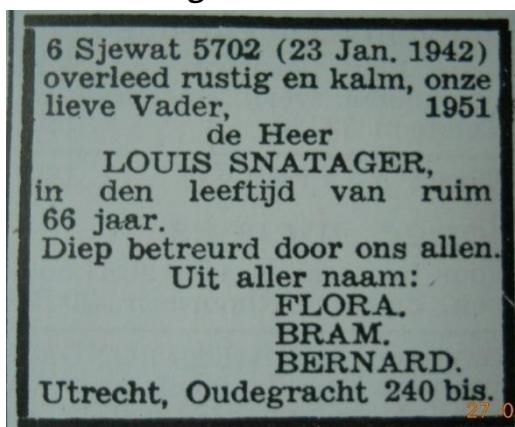 6 Sjewat 5702 (23 Jan. 1942)
overleed rustig en kalm, onze
lieve Vader, 1951
de Heer
LOUIS SNATAGER,
in den leeftijd van ruim
66 jaar.
Diep betreurd door ons allen.
Uit aller naam:
FLORA.
BRAM.
BERNARD.
Utrecht, Oudegracht 240 bis.
27 0